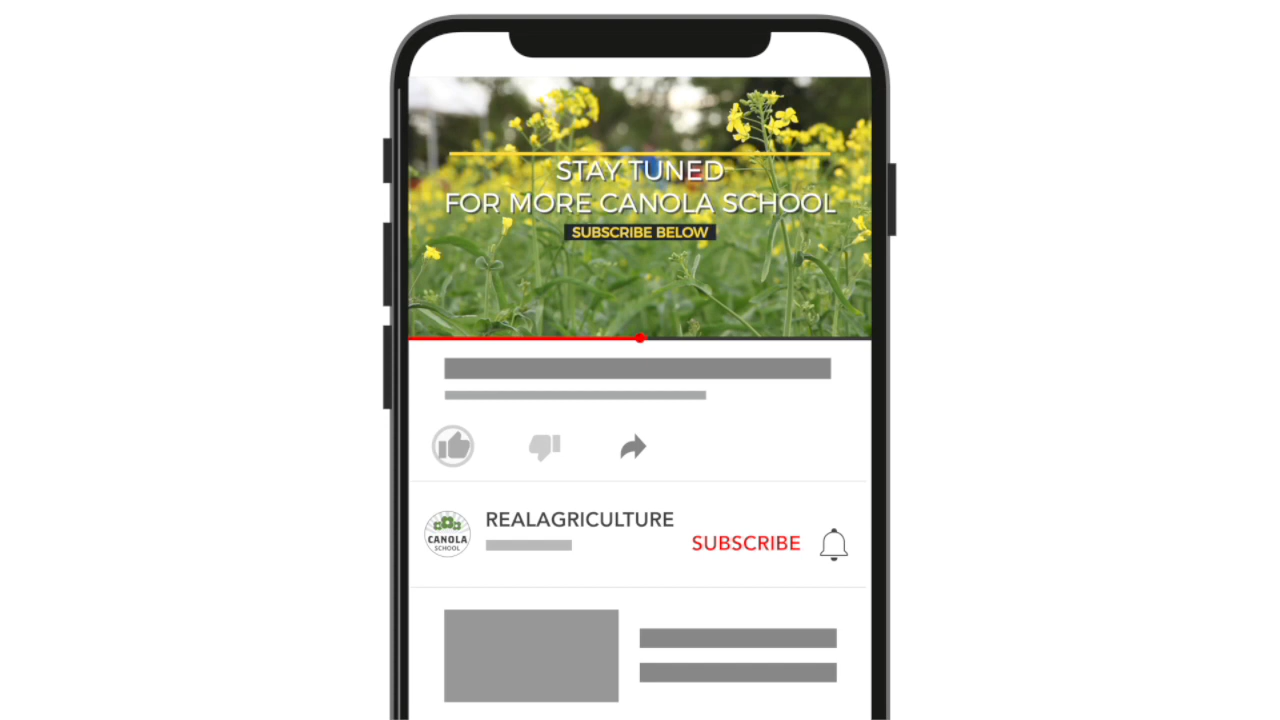 STAY TUNED
FOR MORE CANOLA SCHOOL
SUBSCRIBE BELOW
REALAGRICULTURE
CANOLA
SCHOOL
SUBSCRIBE